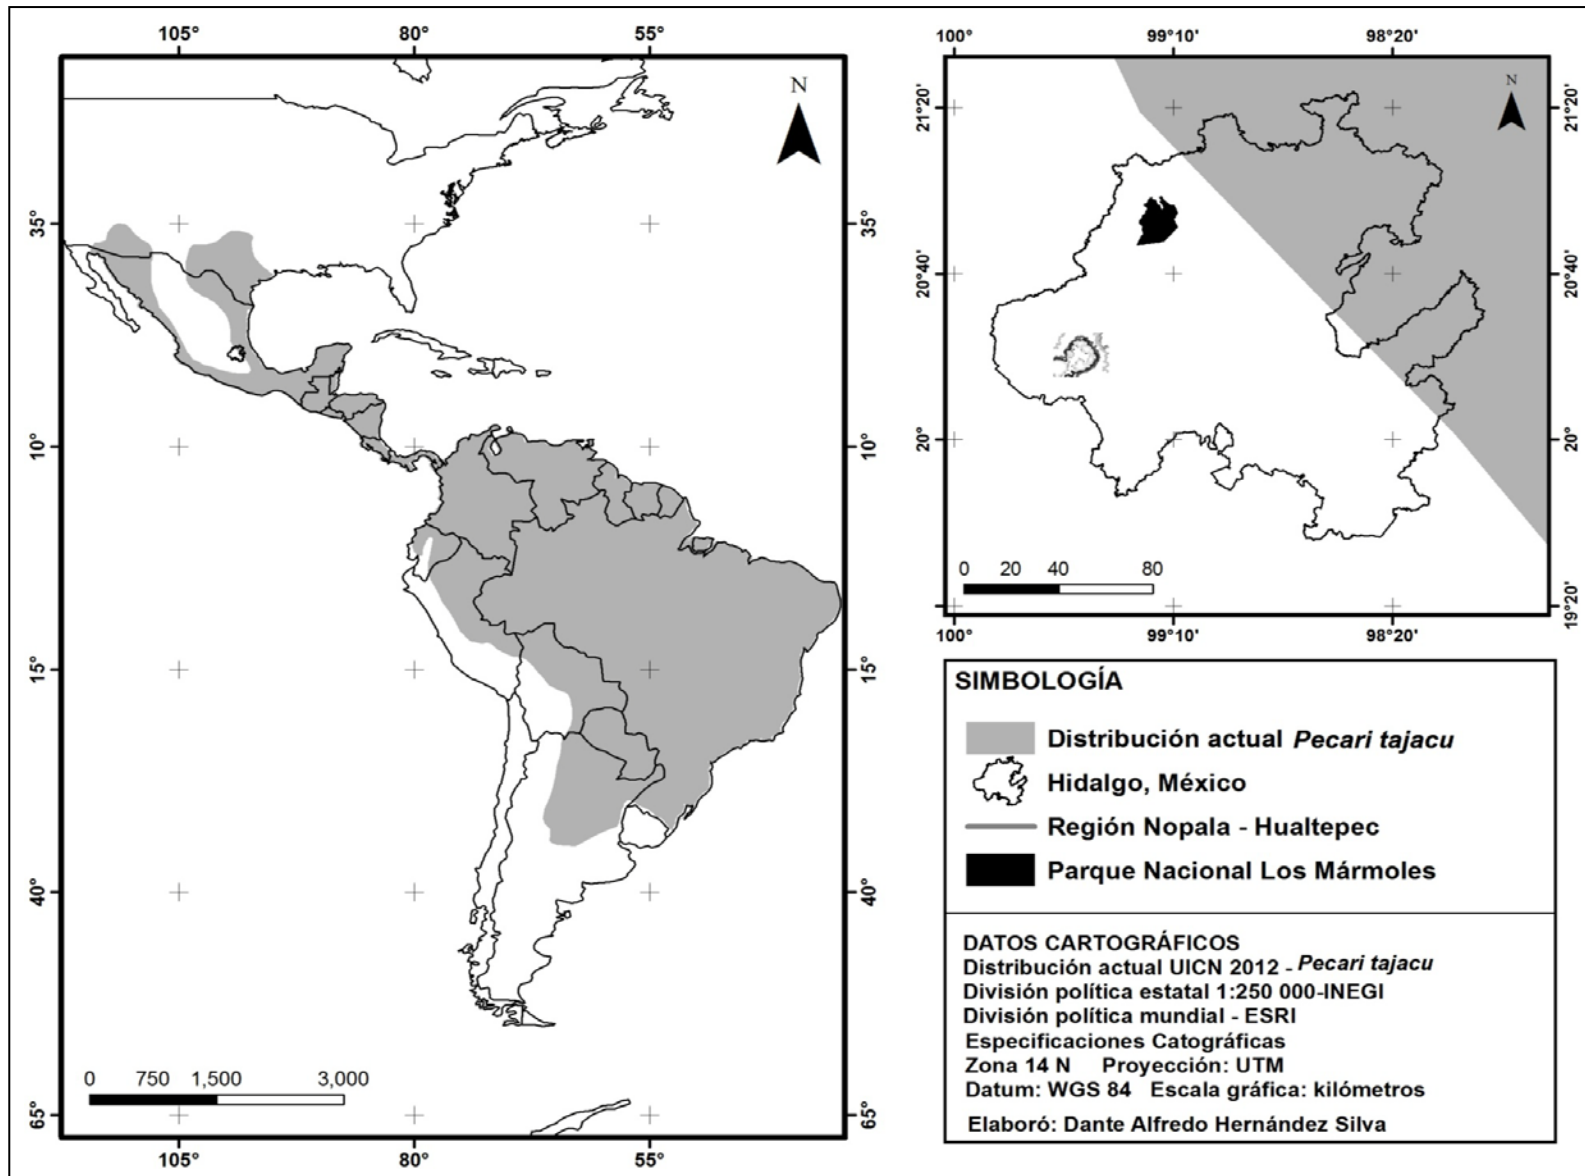 105° 80° 55°
N
35° 35°
10° 10°
15° 15°
40° 40°
65° 65°
0 750 1,500 3,000
105° 80° 55°
100° 99°10' 98°20'
N
21°20' 21°20'
20°40' 20°40'
20° 20°
19°20'
0 20 40 80
100° 99°10' 98°20'
SIMBOLOGÍA
Distribución actual Pecari tajacu
Hidalgo, México
Región Nopala - Hualtepec
Parque Nacional Los Mármoles
DATOS CARTOGRÁFICOS
Distribución actual UICN 2012 - Pecari tajacu
División política estatal 1:250 000-INEGI
División política mundial - ESRI
Especificaciones Catográficas
Zona 14 N Proyección: UTM
Datum: WGS 84 Escala gráfica: kilómetros
Elaboró: Dante Alfredo Hernández Silva